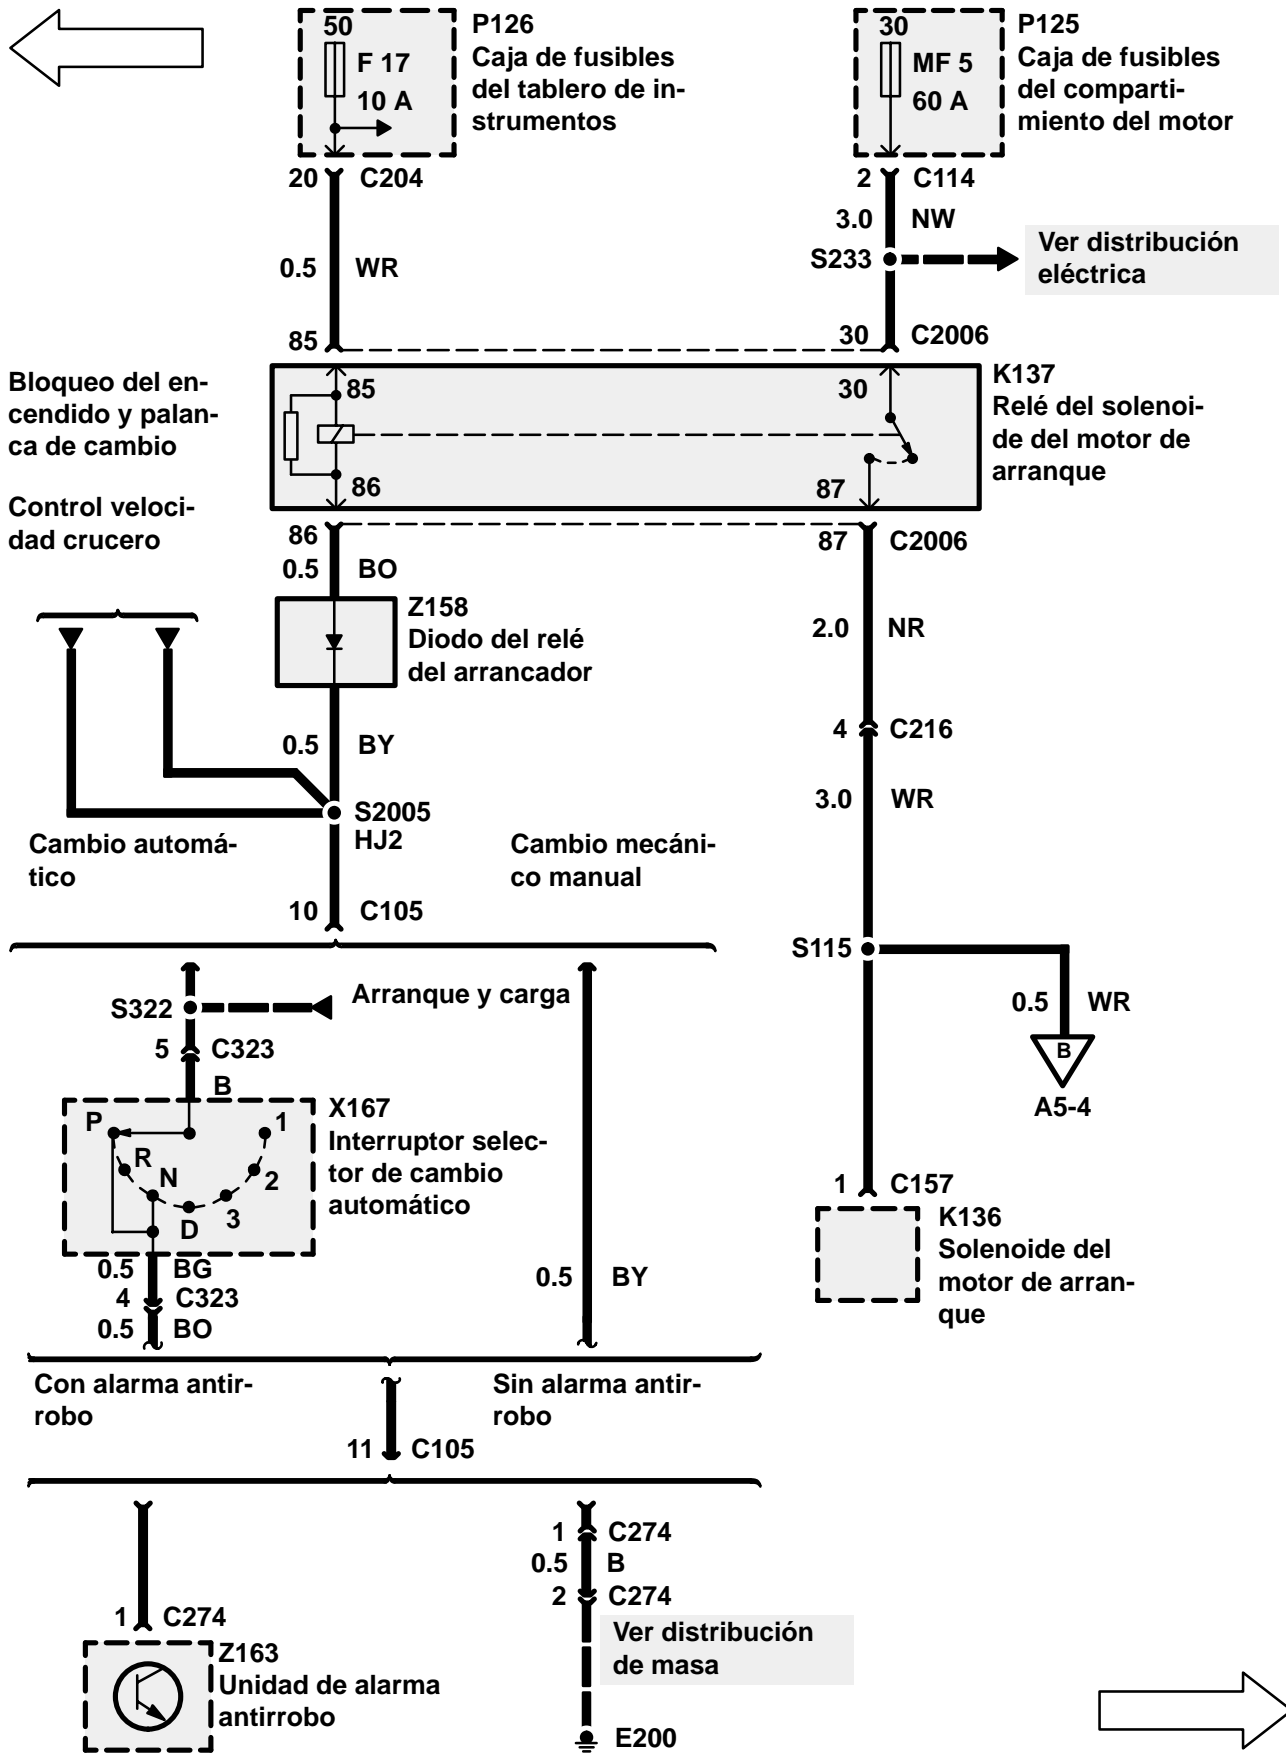 50
F 17
10 A
P126
Caja de fusibles
del tablero de in-
strumentos
30
MF 5
60 A
P125
Caja de fusibles
del comparti-
miento del motor
20 C204
2 C114
3.0 NW
0.5 WR
S233
Ver distribución
eléctrica
85
30 C2006
Bloqueo del en-
cendido y palan-
ca de cambio
Control veloci-
dad crucero
85
30
86
87
K137
Relé del solenoi-
de del motor de
arranque
86
0.5 BO
87 C2006
Z158
Diodo del relé
del arrancador
2.0 NR
0.5 BY
4 C216
3.0 WR
S2005
HJ2
Cambio automá-
tico
Cambio mecáni-
co manual
10 C105
S115
S322
Arranque y carga
0.5 WR
B
A5-4
5 C323
B
P
R
N
D
3
2
1
X167
Interruptor selec-
tor de cambio
automático
1 C157
K136
Solenoide del
motor de arran-
que
0.5 BG
4 C323
0.5 BO
0.5 BY
Con alarma antir-
robo
Sin alarma antir-
robo
11 C105
1 C274
0.5 B
2 C274
1 C274
Z163
Unidad de alarma
antirrobo
Ver distribución
de masa
E200